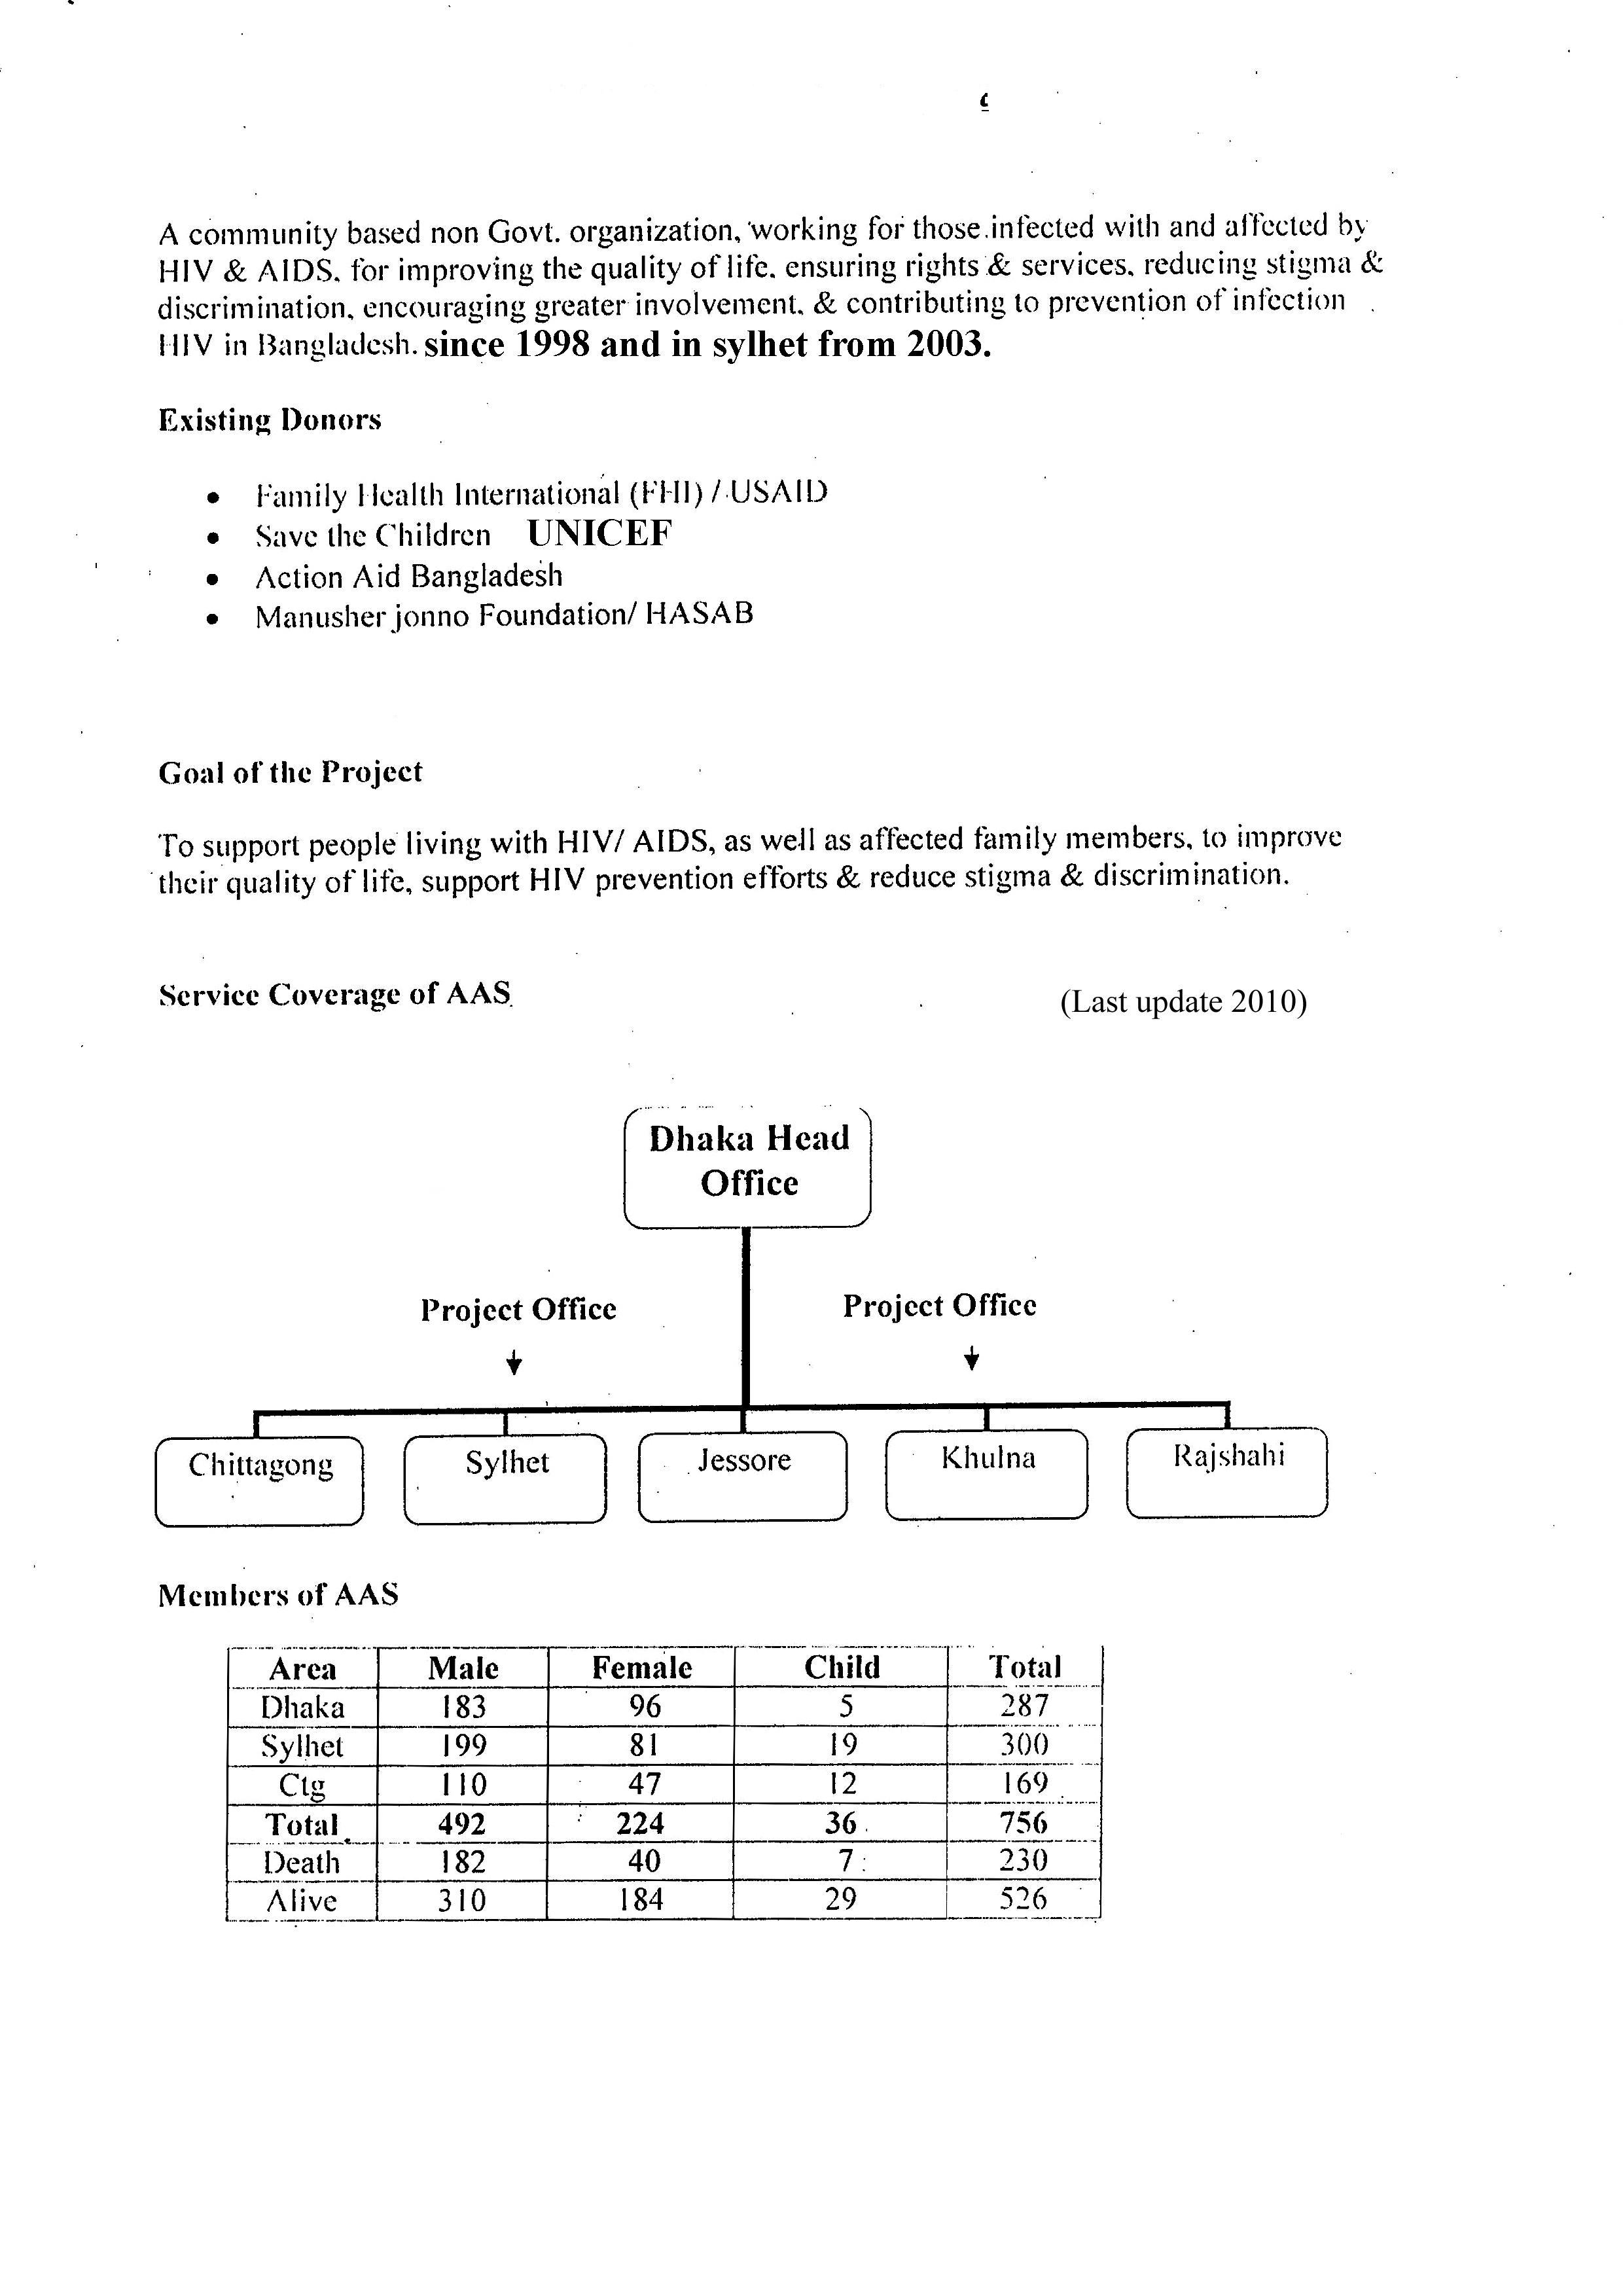 A community based non Govt. organization, working for those infected with and affected by
HIV & AIDS. for improving the quality of life. ensuring rights & services. reducing stigma &
discrimination, encouraging greater involvement. & contributing to prevention of infection
HIV in Bangladesh. since 1998 and in sylhet from 2003.
Existing Donors
• Family Health International (FHI) / USAID
• Save the Children UNICEF
• Action Aid Bangladesh
• Manusher jonno Foundation/ HASAB
Goal of the Project
To support people living with HIV/ AIDS, as well as affected family members, to improve
their quality of life, support HIV prevention efforts & reduce stigma & discrimination.
Service Coverage of AAS (Last update 2010)
Dhaka Head
Office
Project Office Project Office
Chittagong Sylhet Jessore Khulna Rajshahi
Members of AAS
Area Male Female Child Total
Dhaka 183 96 5 287
Sylhet 199 81 19 300
Ctg 110 47 12 169
Total 492 224 36 756
Death 182 40 7 230
Alive 310 184 29 526